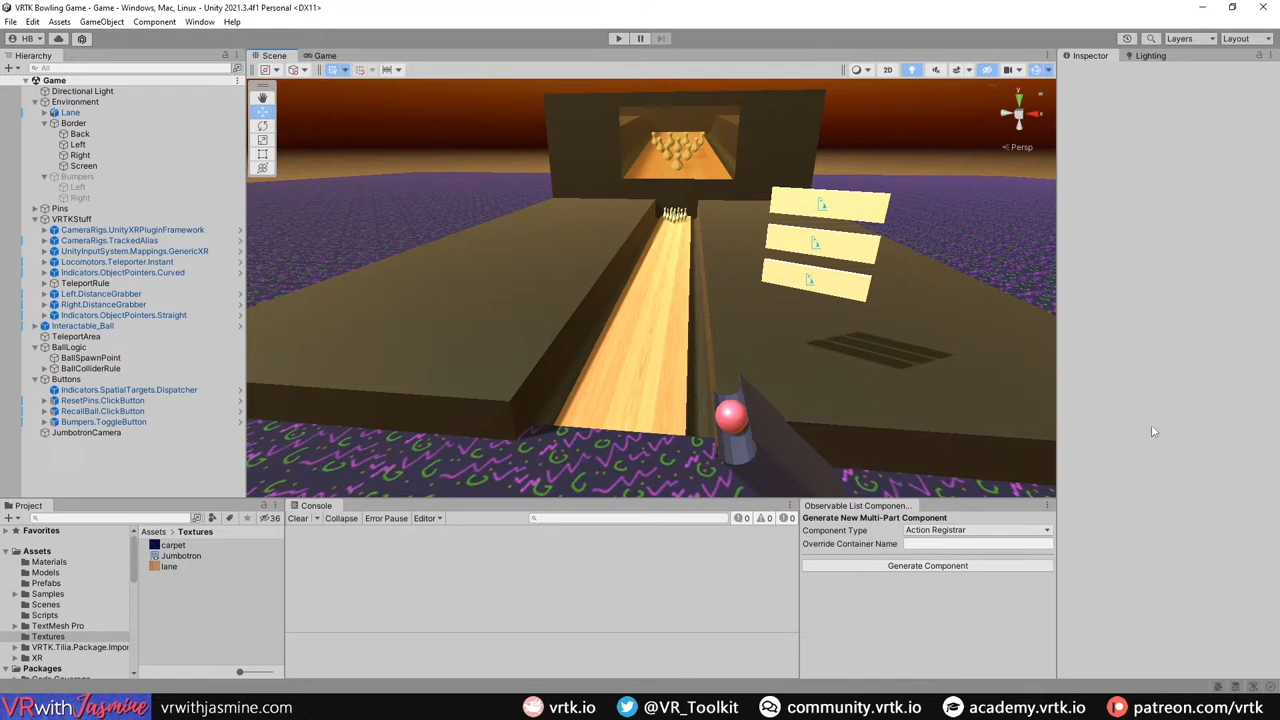 VRTK Bowling Game - Game - Windows, Mac, Linux - Unity 2021.3.4f1 Personal <DX11>
File Edit Assets GameObject Component Window Help
HB Layers Layout
Hierarchy Scene Game Inspector Lighting
All 2D
Game
Directional Light
Environment
Lane
Border
Back
Left
Right
Screen
Bumpers
Left
Right
Pins
VRTKStuff
CameraRigs.UnityXRPluginFramework
CameraRigs.TrackedAlias
UnityInputSystem.Mappings.GenericXR
Locomotors.Teleporter.Instant
Indicators.ObjectPointers.Curved
TeleportRule
Left.DistanceGrabber
Right.DistanceGrabber
Indicators.ObjectPointers.Straight
Interactable_Ball
TeleportArea
BallLogic
BallSpawnPoint
BallColliderRule
Buttons
Indicators.SpatialTargets.Dispatcher
ResetPins.ClickButton
RecallBall.ClickButton
Bumpers.ToggleButton
JumbotronCamera
y
x
Persp
Project Console Observable List Componen...
36 Clear Collapse Error Pause Editor 0 0 0
Generate New Multi-Part Component
Component Type Action Registrar
Override Container Name
Generate Component
Favorites
Assets
Materials
Models
Prefabs
Samples
Scenes
Scripts
TextMesh Pro
Textures
VRTK.Tilia.Package.Impor
XR
Packages
Code Coverage
Assets Textures
carpet
Jumbotron
lane
VRwithJasmine vrwithjasmine.com vrtk.io @VR_Toolkit community.vrtk.io academy.vrtk.io patreon.com/vrtk